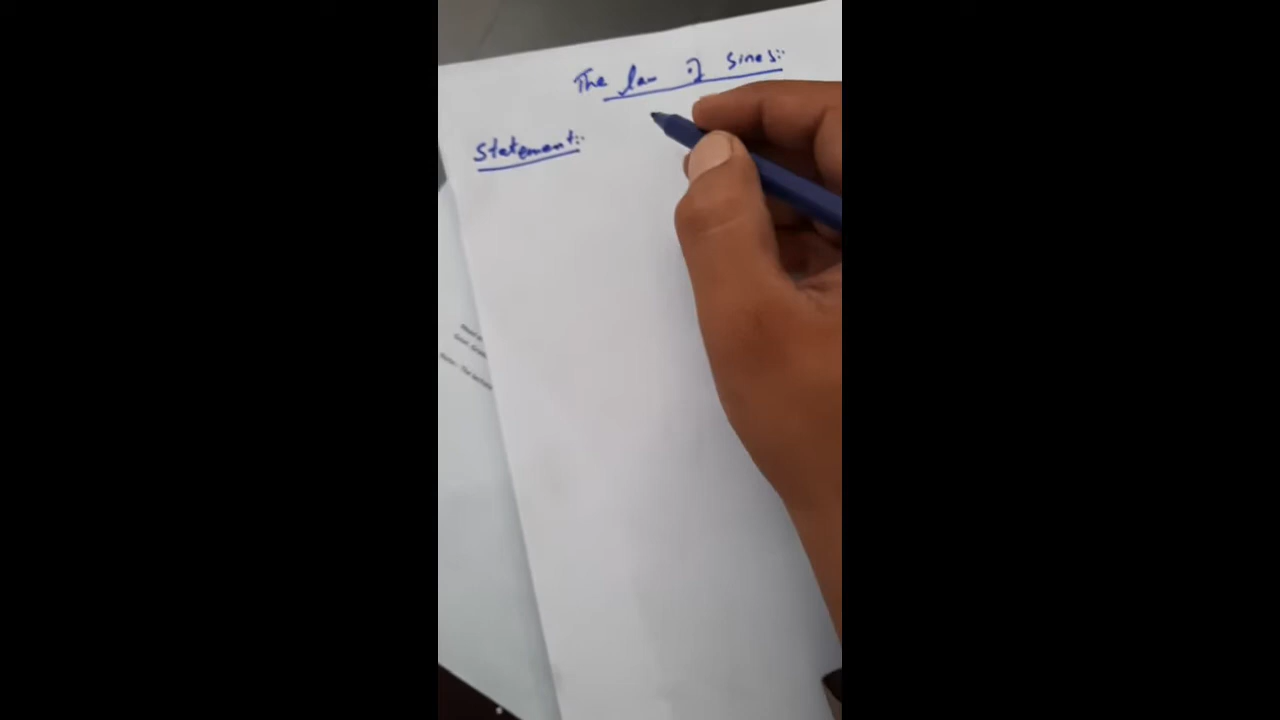 The law of sines:
Statement: